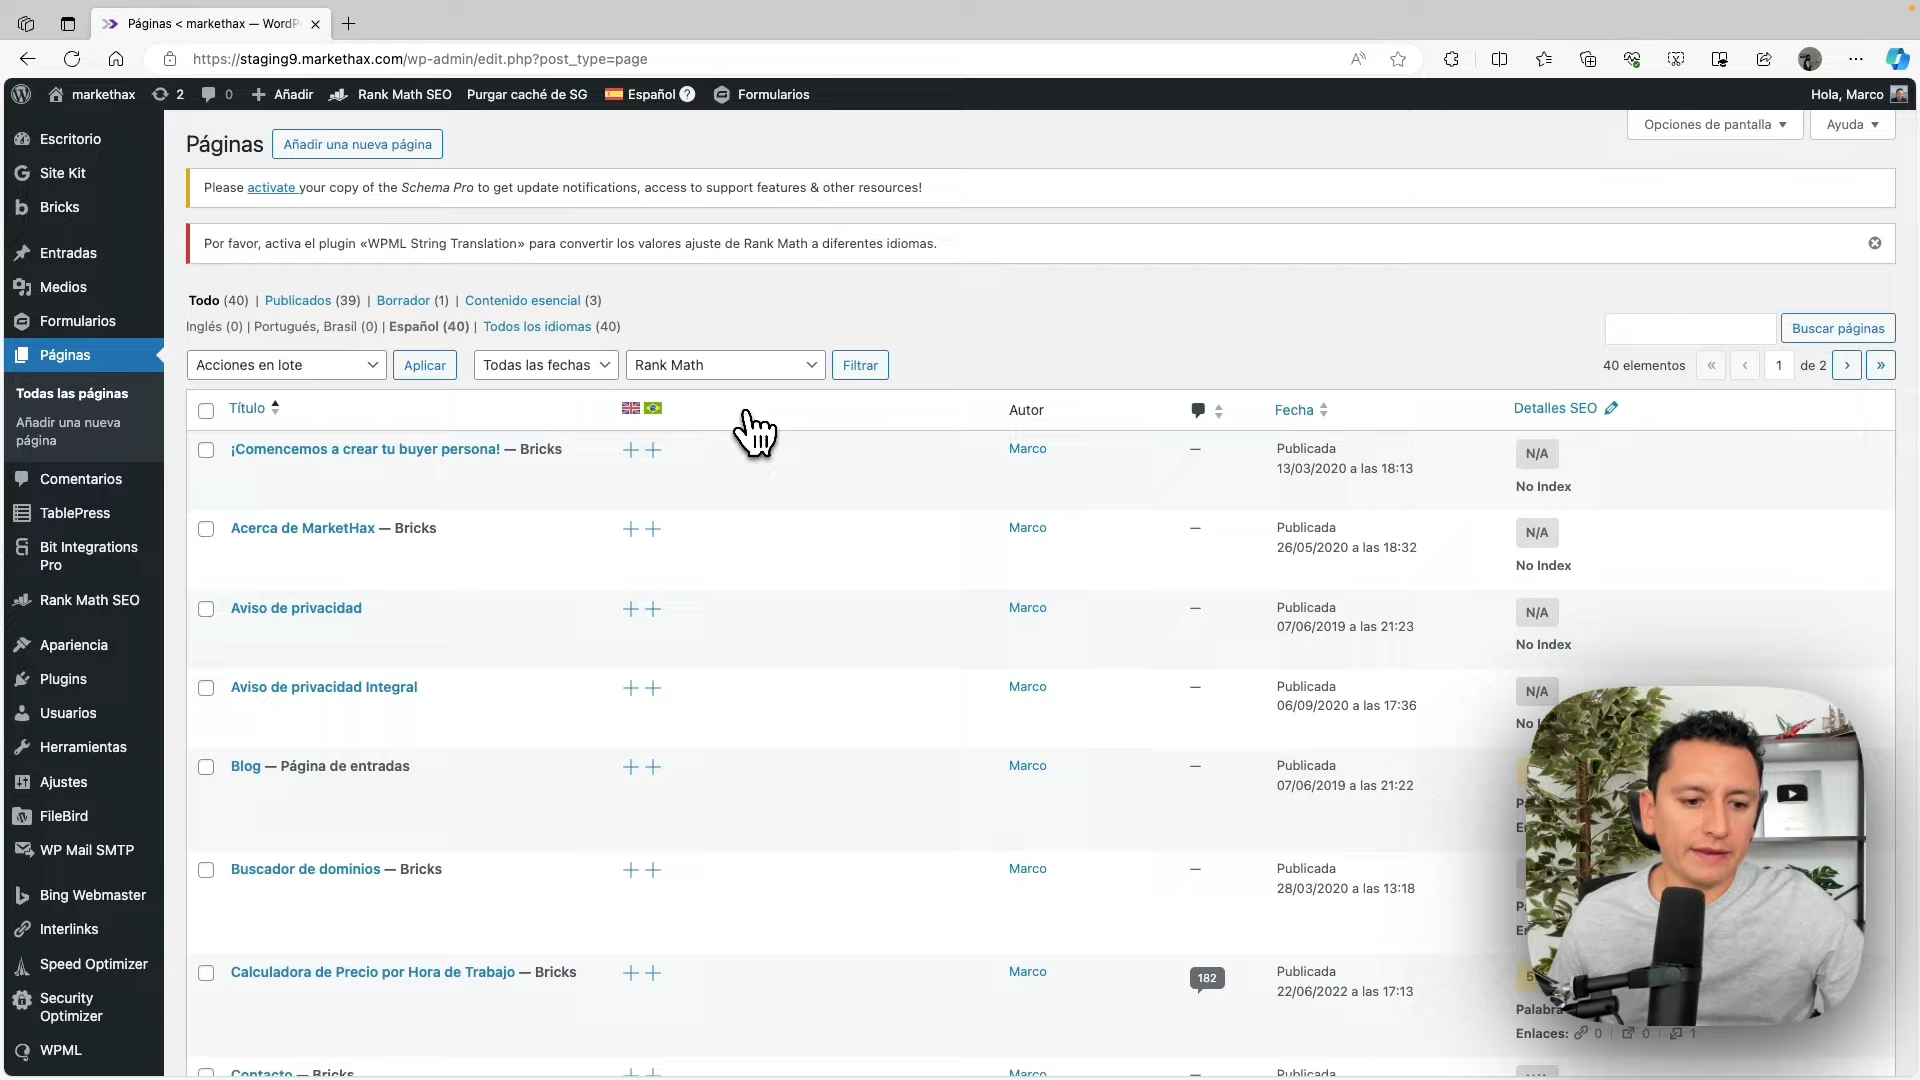 Páginas < markethax — WordP
https://staging9.markethax.com/wp-admin/edit.php?post_type=page
markethax 2 0 Añadir Rank Math SEO Purgar caché de SG Español ? Formularios Hola, Marco
Escritorio
Site Kit
Bricks
Entradas
Medios
Formularios
Páginas
Todas las páginas
Añadir una nueva
página
Comentarios
TablePress
Bit Integrations
Pro
Rank Math SEO
Apariencia
Plugins
Usuarios
Herramientas
Ajustes
FileBird
WP Mail SMTP
Bing Webmaster
Interlinks
Speed Optimizer
Security
Optimizer
WPML
Opciones de pantalla Ayuda
Páginas Añadir una nueva página
Please activate your copy of the Schema Pro to get update notifications, access to support features & other resources!
Por favor, activa el plugin «WPML String Translation» para convertir los valores ajuste de Rank Math a diferentes idiomas.
Todo (40) | Publicados (39) | Borrador (1) | Contenido esencial (3)
Inglés (0) | Portugués, Brasil (0) | Español (40) | Todos los idiomas (40)
Buscar páginas
Acciones en lote Aplicar Todas las fechas Rank Math Filtrar 40 elementos « ‹ 1 de 2 › »
Título Autor Fecha Detalles SEO
¡Comencemos a crear tu buyer persona! — Bricks Marco — Publicada N/A
13/03/2020 a las 18:13
No Index
Acerca de MarketHax — Bricks Marco — Publicada N/A
26/05/2020 a las 18:32
No Index
Aviso de privacidad Marco — Publicada N/A
07/06/2019 a las 21:23
No Index
Aviso de privacidad Integral Marco — Publicada N/A
06/09/2020 a las 17:36
Blog — Página de entradas Marco — Publicada
07/06/2019 a las 21:22
Buscador de dominios — Bricks Marco — Publicada
28/03/2020 a las 13:18
Calculadora de Precio por Hora de Trabajo — Bricks Marco 182 Publicada
22/06/2022 a las 17:13
Palabra
Enlaces: 0 | 0 | 1
Contacto — Bricks Marco Publicada